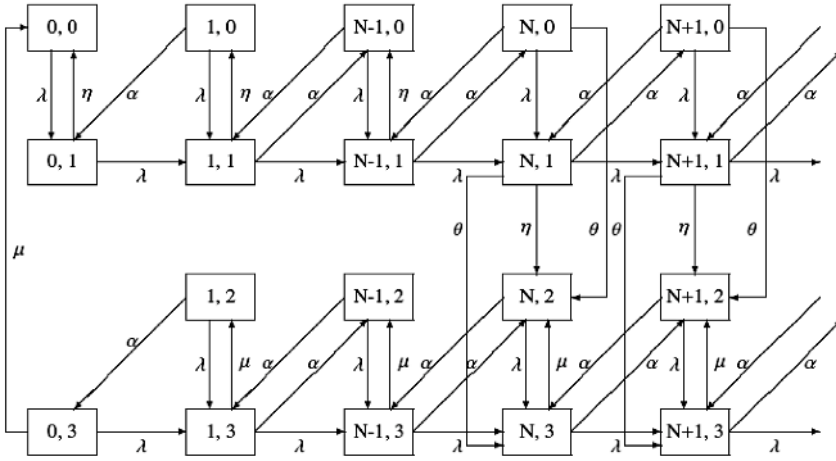 0, 0 1, 0 N-1, 0 N, 0 N+1, 0
λ η α λ η α α λ η α α λ α α λ α α
0, 1 1, 1 N-1, 1 N, 1 N+1, 1
λ λ λ λ λ
μ θ η θ θ η θ
1, 2 N-1, 2 N, 2 N+1, 2
α λ μ α α λ μ α α λ μ α α λ μ α α
0, 3 1, 3 N-1, 3 N, 3 N+1, 3
λ λ λ λ λ